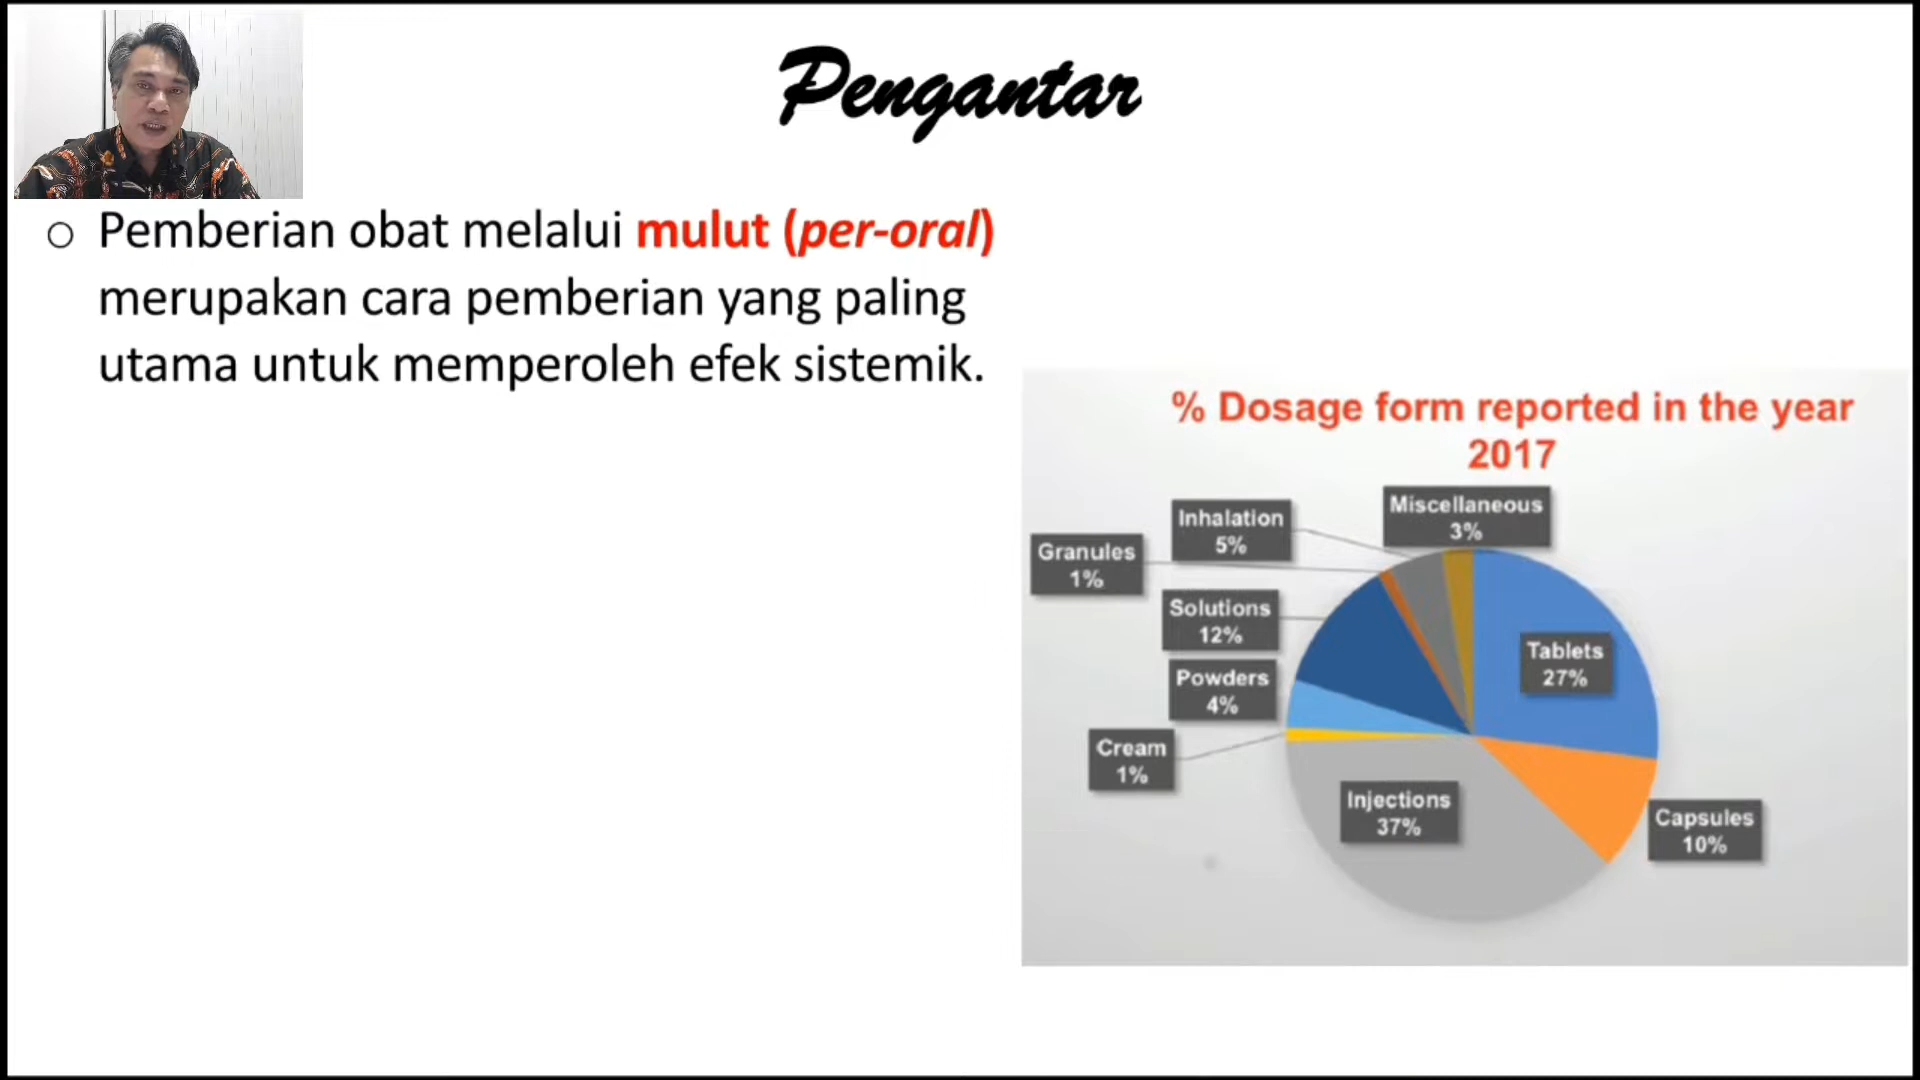 Pengantar
○ Pemberian obat melalui mulut (per-oral)
merupakan cara pemberian yang paling
utama untuk memperoleh efek sistemik.
% Dosage form reported in the year
2017
Miscellaneous
3%
Inhalation
5%
Granules
1%
Solutions
12%
Powders
4%
Cream
1%
Injections
37%
Tablets
27%
Capsules
10%